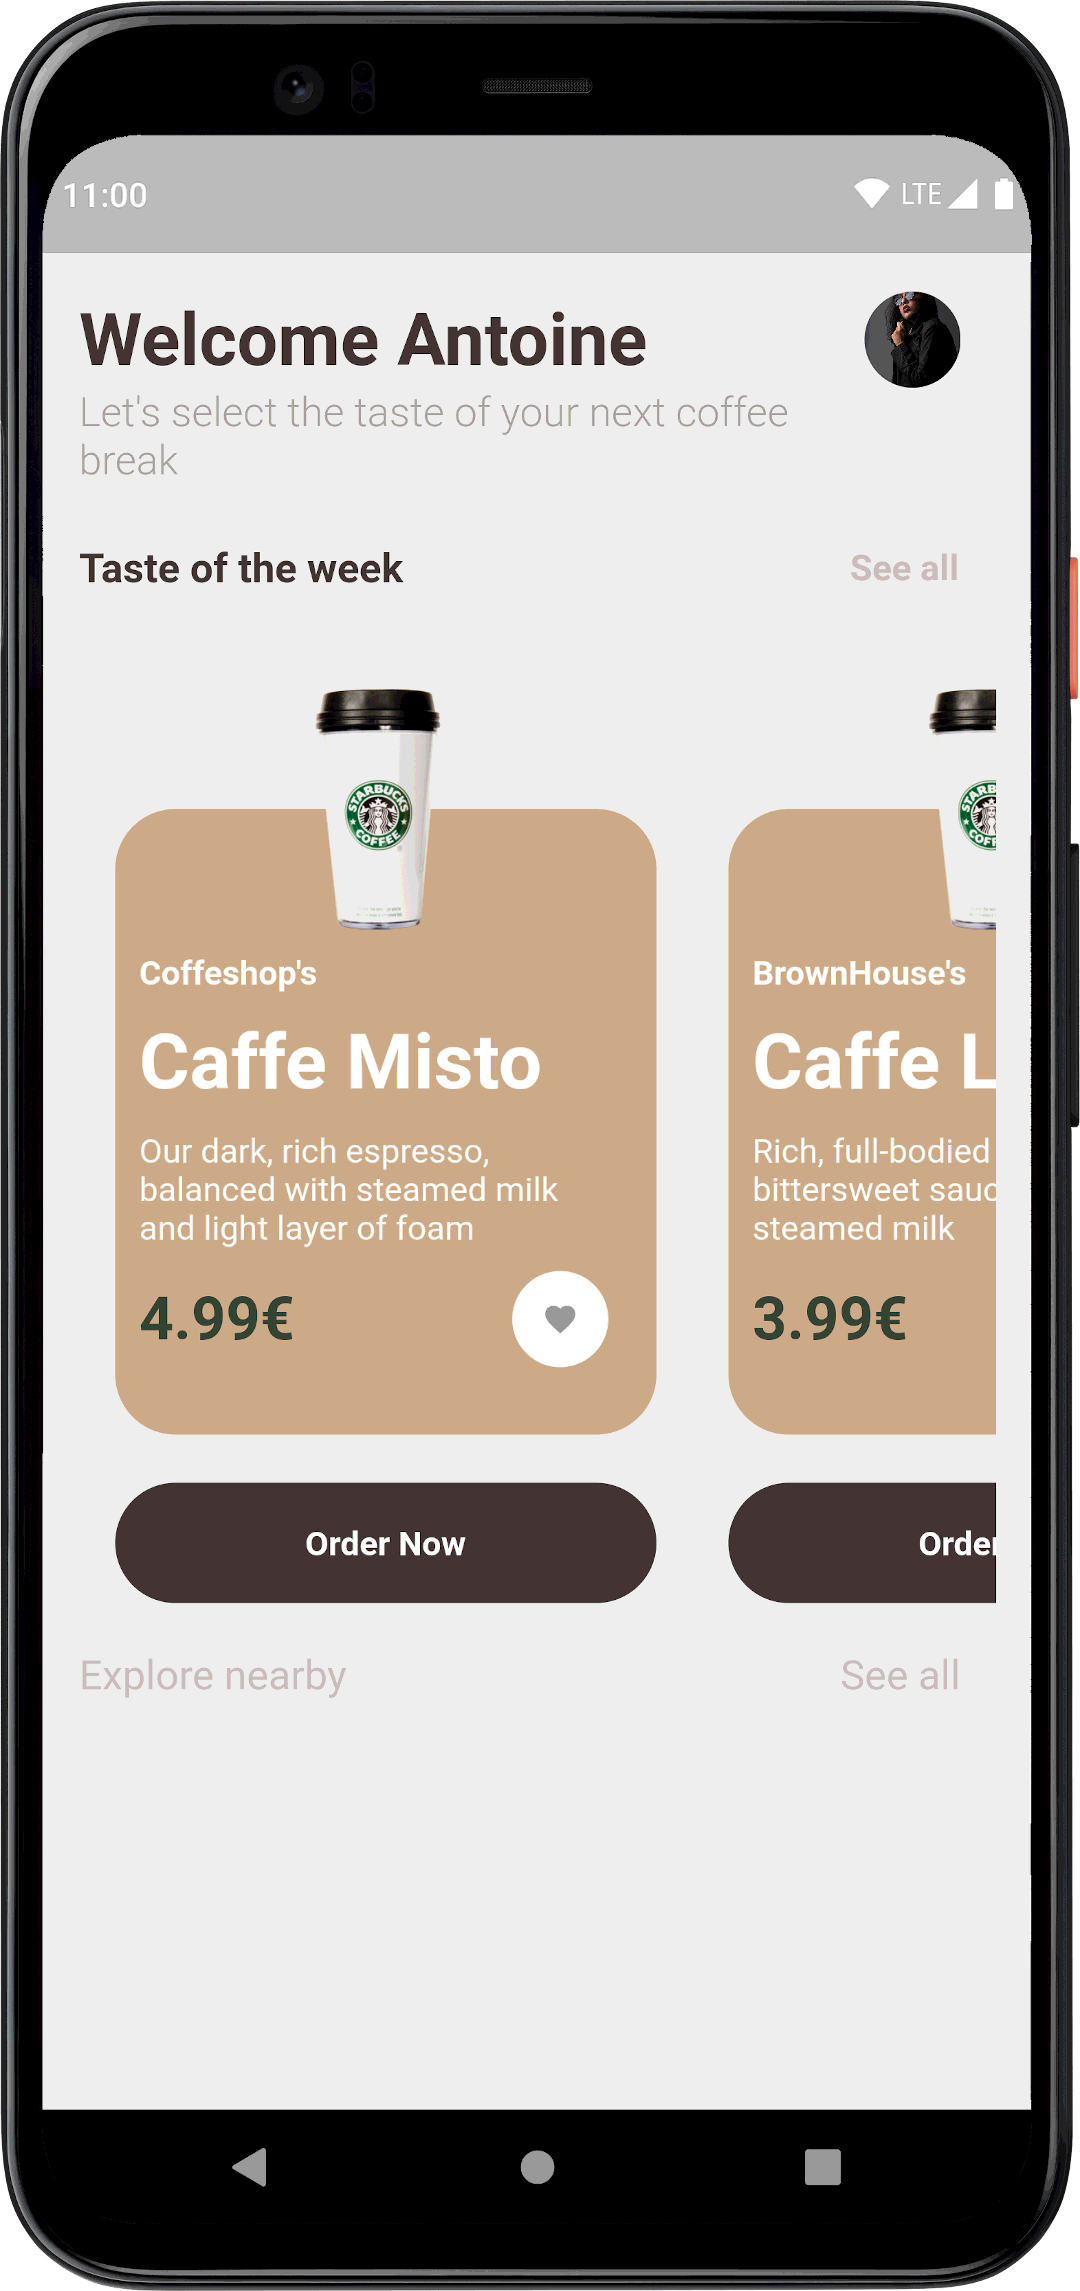 11:00 LTE
Welcome Antoine
Let's select the taste of your next coffee
break
Taste of the week
See all
STARBUCKS
COFFEE
Coffeshop's
Caffe Misto
Our dark, rich espresso,
balanced with steamed milk
and light layer of foam
4.99€
Order Now
STARB
COFFE
BrownHouse's
Caffe L
Rich, full-bodied
bittersweet sauc
steamed milk
3.99€
Order
Explore nearby
See all